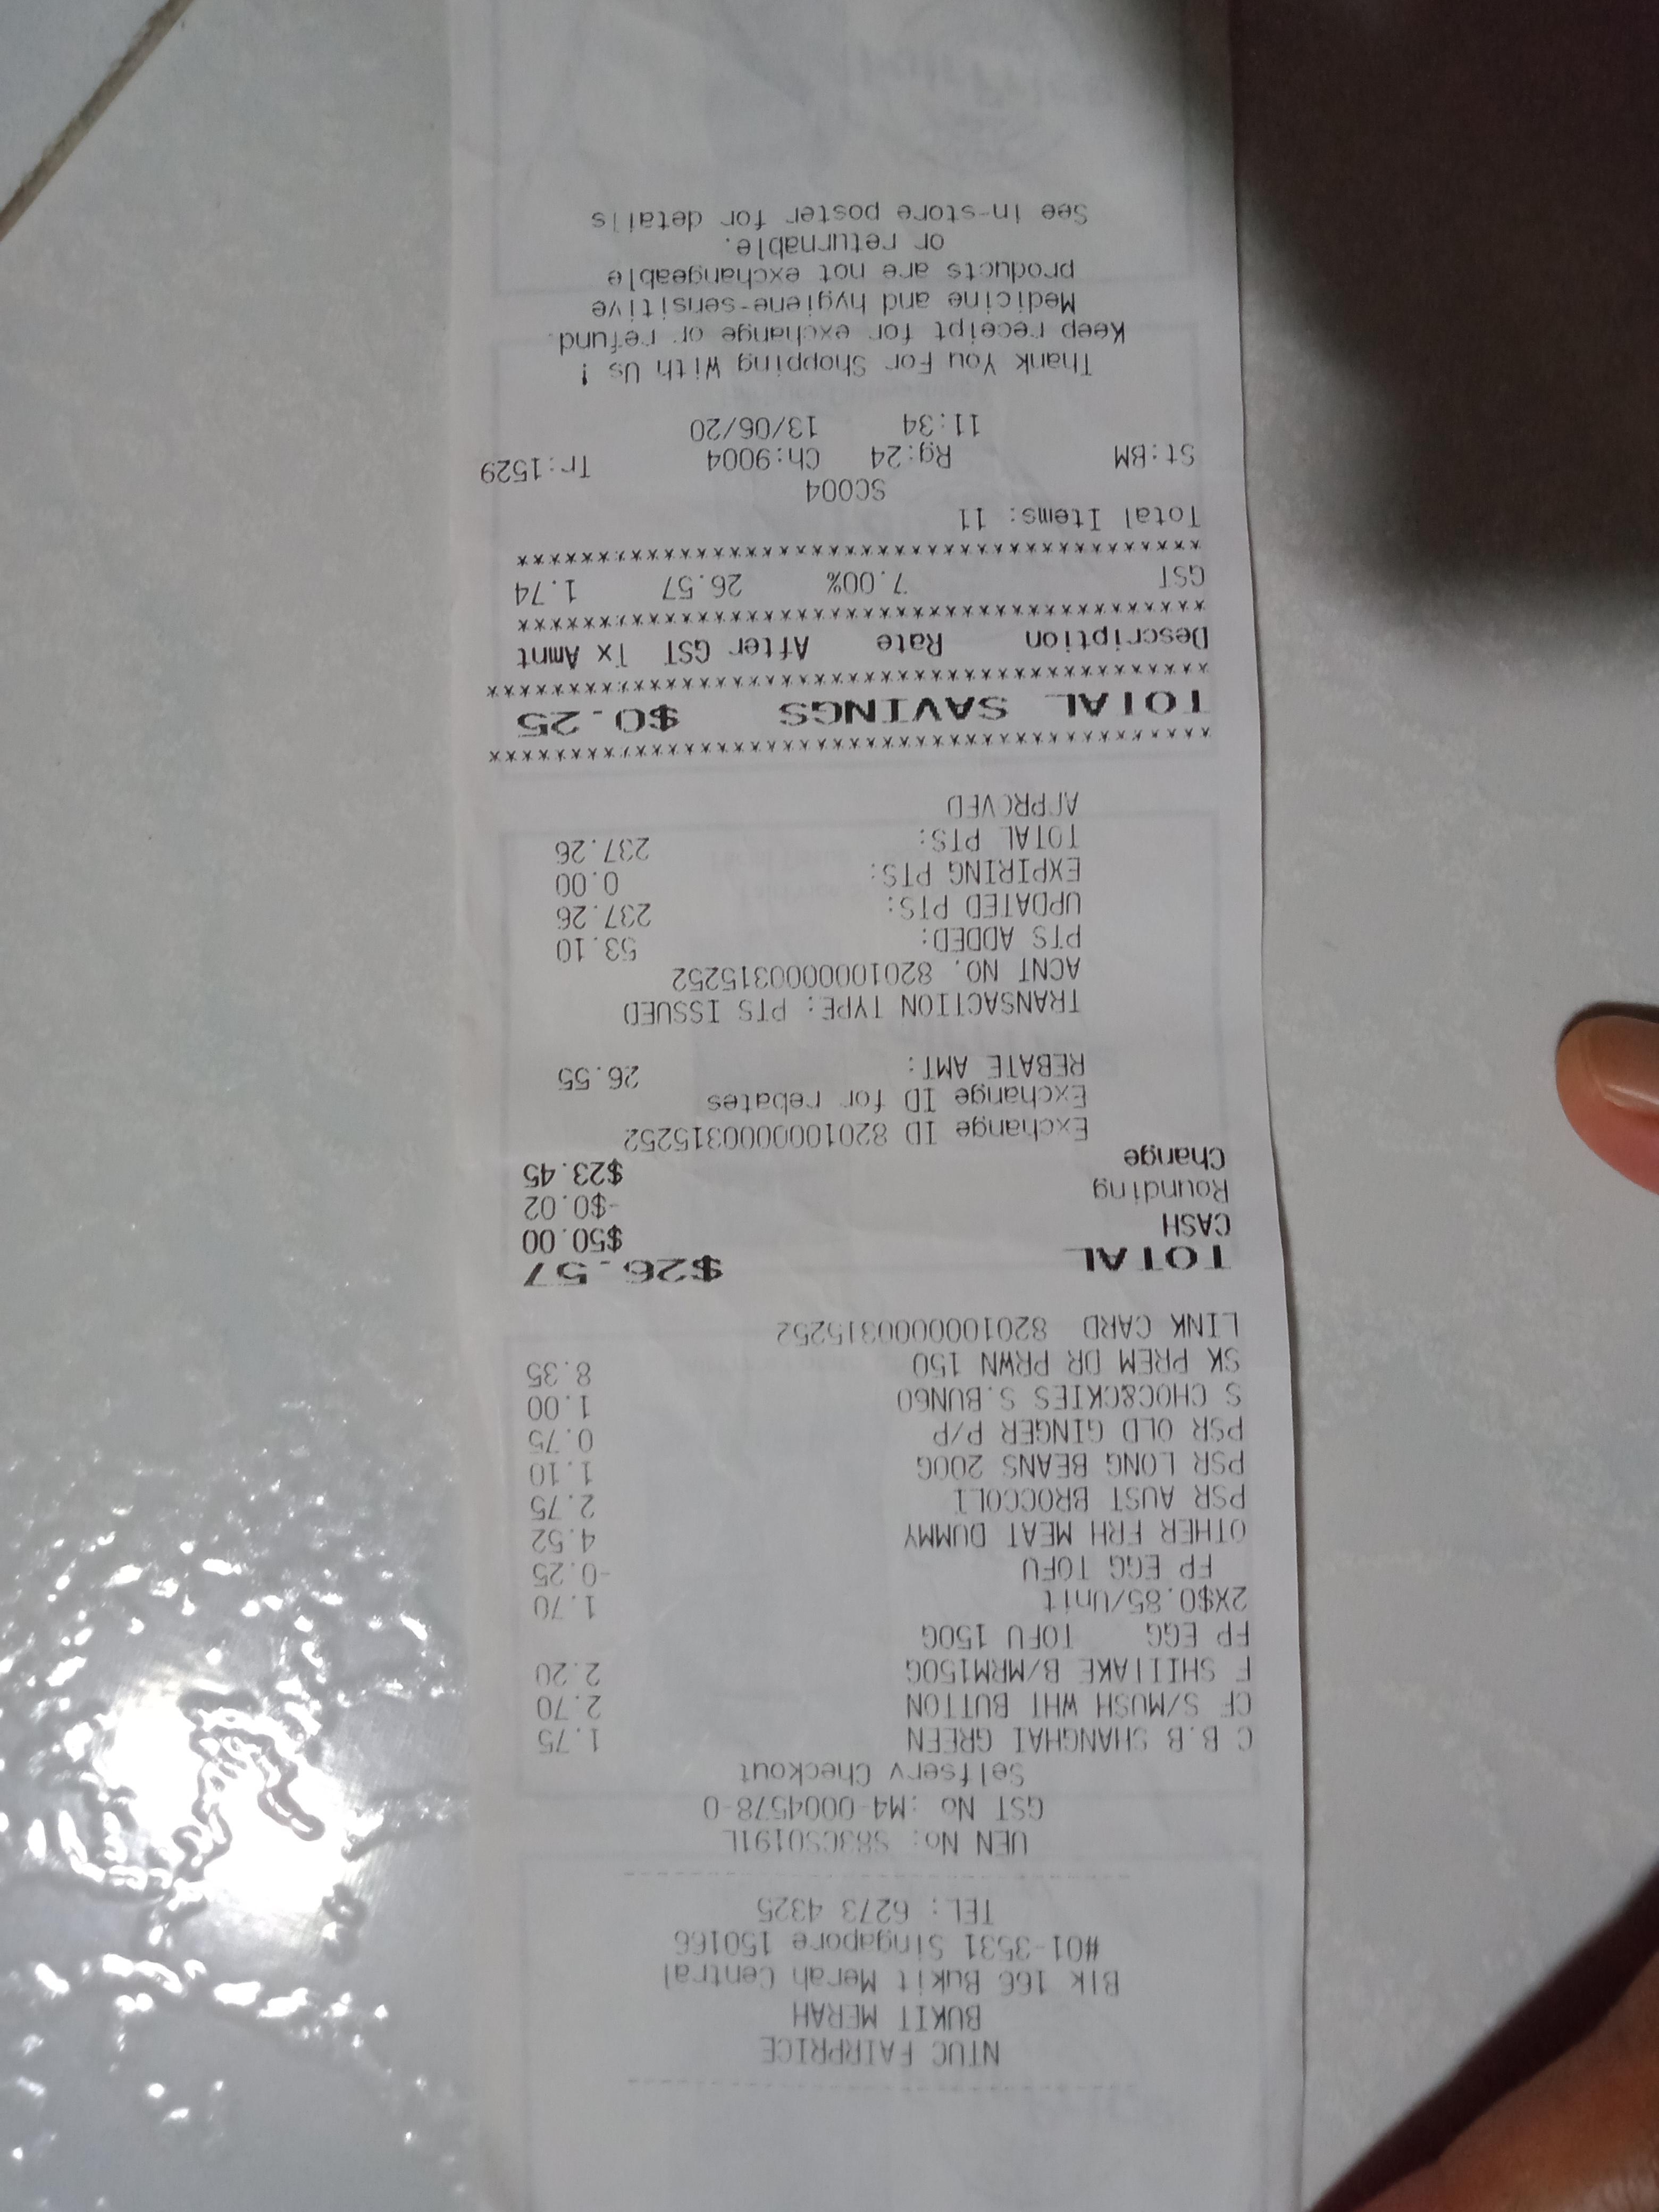 NTUC FAIRPRICE
BUKIT MERAH
Blk 166 Bukit Merah Central
#01-3531 Singapore 150166
TEL: 6273 4325
UEN No: S83CS0191L
GST No :M4-0004578-0
Selfserv Checkout
C B.B SHANGHAI GREEN 1.75
CF S/MUSH WHT BUTTON 2.70
F SHIITAKE B/MRM150G 2.20
FP EGG TOFU 150G
2X$0.85/Unit 1.70
FP EGG TOFU -0.25
OTHER FRH MEAT DUMMY 4.52
PSR AUST BROCCOLI 2.75
PSR LONG BEANS 200G 1.10
PSR OLD GINGER P/P 0.75
S CHOC&CKIES S.BUN60 1.00
SK PREM DR PRWN 150 8.35
LINK CARD 8201000000315252
TOTAL $26.57
CASH $50.00
Rounding -$0.02
Change $23.45
Exchange ID 8201000000315252
Exchange ID for rebates
REBATE AMT: 26.55
TRANSACTION TYPE: PTS ISSUED
ACNT NO. 8201000000315252
PTS ADDED: 53.10
UPDATED PTS: 237.26
EXPIRING PTS: 0.00
TOTAL PTS: 237.26
APPROVED
TOTAL SAVINGS $0.25
Description Rate After GST Tx Amnt
GST 7.00% 26.57 1.74
Total Items: 11
SC004
St:BM Rg:24 Ch:9004 Tr:1529
11:34 13/06/20
Thank You For Shopping With Us !
Keep receipt for exchange or refund.
Medicine and hygiene-sensitive
products are not exchangeable
or returnable.
See in-store poster for details